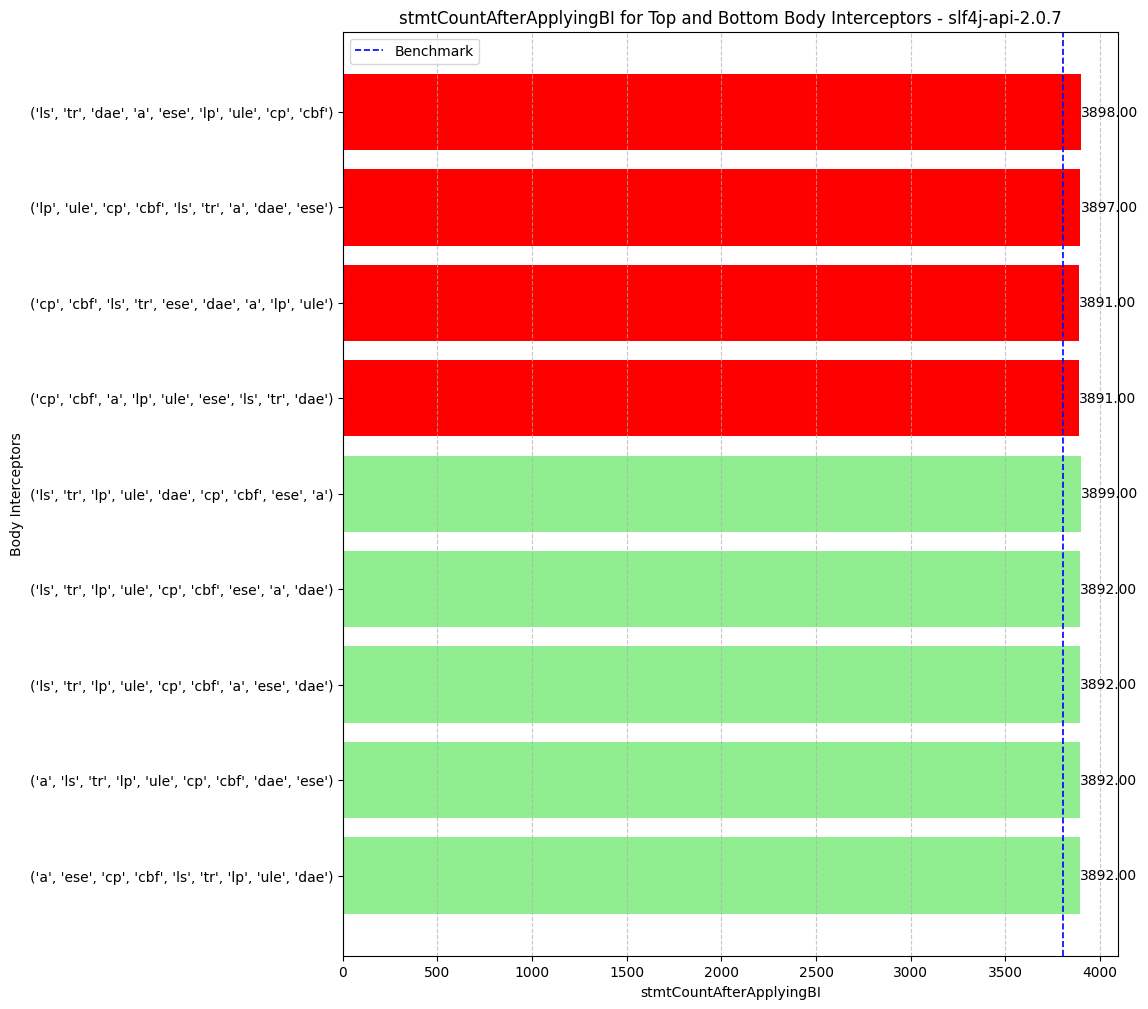 stmtCountAfterApplyingBI for Top and Bottom Body Interceptors - slf4j-api-2.0.7
Benchmark
('ls', 'tr', 'dae', 'a', 'ese', 'lp', 'ule', 'cp', 'cbf') 3898.00
('lp', 'ule', 'cp', 'cbf', 'ls', 'tr', 'a', 'dae', 'ese') 3897.00
('cp', 'cbf', 'ls', 'tr', 'ese', 'dae', 'a', 'lp', 'ule') 3891.00
('cp', 'cbf', 'a', 'lp', 'ule', 'ese', 'ls', 'tr', 'dae') 3891.00
('ls', 'tr', 'lp', 'ule', 'dae', 'cp', 'cbf', 'ese', 'a') 3899.00
('ls', 'tr', 'lp', 'ule', 'cp', 'cbf', 'ese', 'a', 'dae') 3892.00
('ls', 'tr', 'lp', 'ule', 'cp', 'cbf', 'a', 'ese', 'dae') 3892.00
('a', 'ls', 'tr', 'lp', 'ule', 'cp', 'cbf', 'dae', 'ese') 3892.00
('a', 'ese', 'cp', 'cbf', 'ls', 'tr', 'lp', 'ule', 'dae') 3892.00
Body Interceptors
0 500 1000 1500 2000 2500 3000 3500 4000
stmtCountAfterApplyingBI